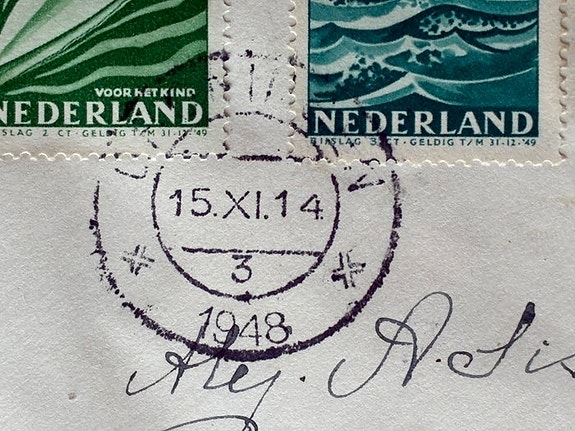 VOOR HET KIND
NEDERLAND
SLAG 2 CT · GELDIG T/M 31-12-'49
NEDERLAND
BIJSLAG 3 CT · GELDIG T/M 31-12-'49
15.XI.14
3
1948
A.